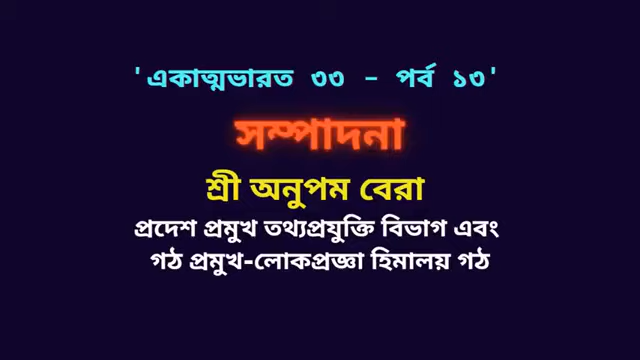 'একাত্মভারত ৩৩ - পর্ব ১৩'
সম্পাদনা
শ্রী অনুপম বেরা
প্রদেশ প্রমুখ তথ্যপ্রযুক্তি বিভাগ এবং
গঠ প্রমুখ-লোকপ্রজ্ঞা হিমালয় গঠ